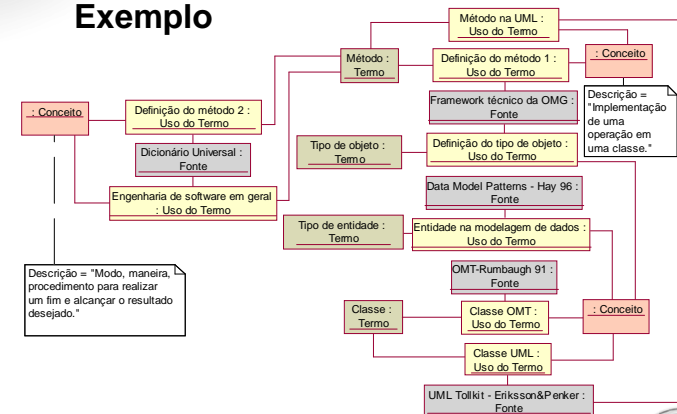 Exemplo
Método na UML :
Uso do Termo
Método :
Termo
Definição do método 1 :
Uso do Termo
: Conceito
Framework técnico da OMG :
Fonte
Descrição =
"Implementação
de uma
operação em
uma classe."
: Conceito
Definição do método 2 :
Uso do Termo
Dicionário Universal :
Fonte
Engenharia de software em geral
: Uso do Termo
Tipo de objeto :
Termo
Definição do tipo de objeto :
Uso do Termo
Data Model Patterns - Hay 96 :
Fonte
Tipo de entidade :
Termo
Entidade na modelagem de dados :
Uso do Termo
Descrição = "Modo, maneira,
procedimento para realizar
um fim e alcançar o resultado
desejado."
OMT-Rumbaugh 91 :
Fonte
Classe :
Termo
Classe OMT :
Uso do Termo
: Conceito
Classe UML :
Uso do Termo
UML Tollkit - Eriksson&Penker :
Fonte